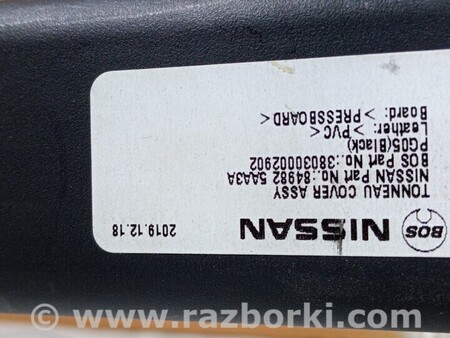 BOS NISSAN 2019.12.18
TONNEAU COVER ASSY
NISSAN Part No.:84982 5AA3A
BOS Part No.:38030002902
PG05(Black)
Leather: >PVC<
Board: >PRESSBOARD<
© www.razborki.com